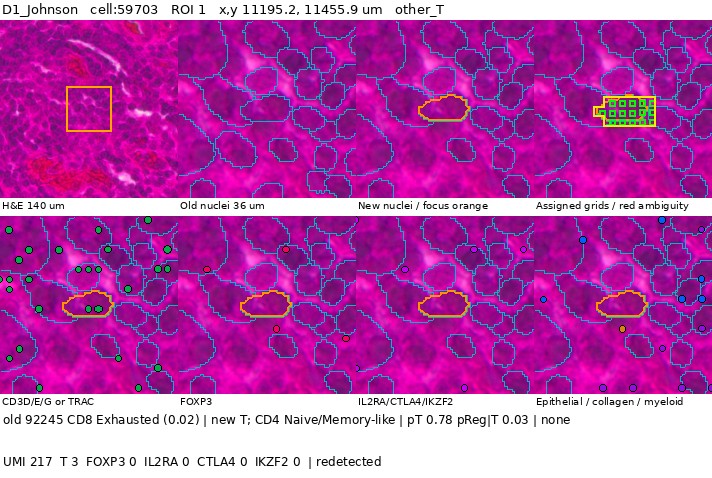 D1_Johnson   cell:59703   ROI 1   x,y 11195.2, 11455.9 um   other_T
H&E 140 um
Old nuclei 36 um
New nuclei / focus orange
Assigned grids / red ambiguity
CD3D/E/G or TRAC
FOXP3
IL2RA/CTLA4/IKZF2
Epithelial / collagen / myeloid
old 92245 CD8 Exhausted (0.02) | new T; CD4 Naive/Memory-like | pT 0.78 pReg|T 0.03 | none
UMI 217  T 3  FOXP3 0  IL2RA 0  CTLA4 0  IKZF2 0  | redetected